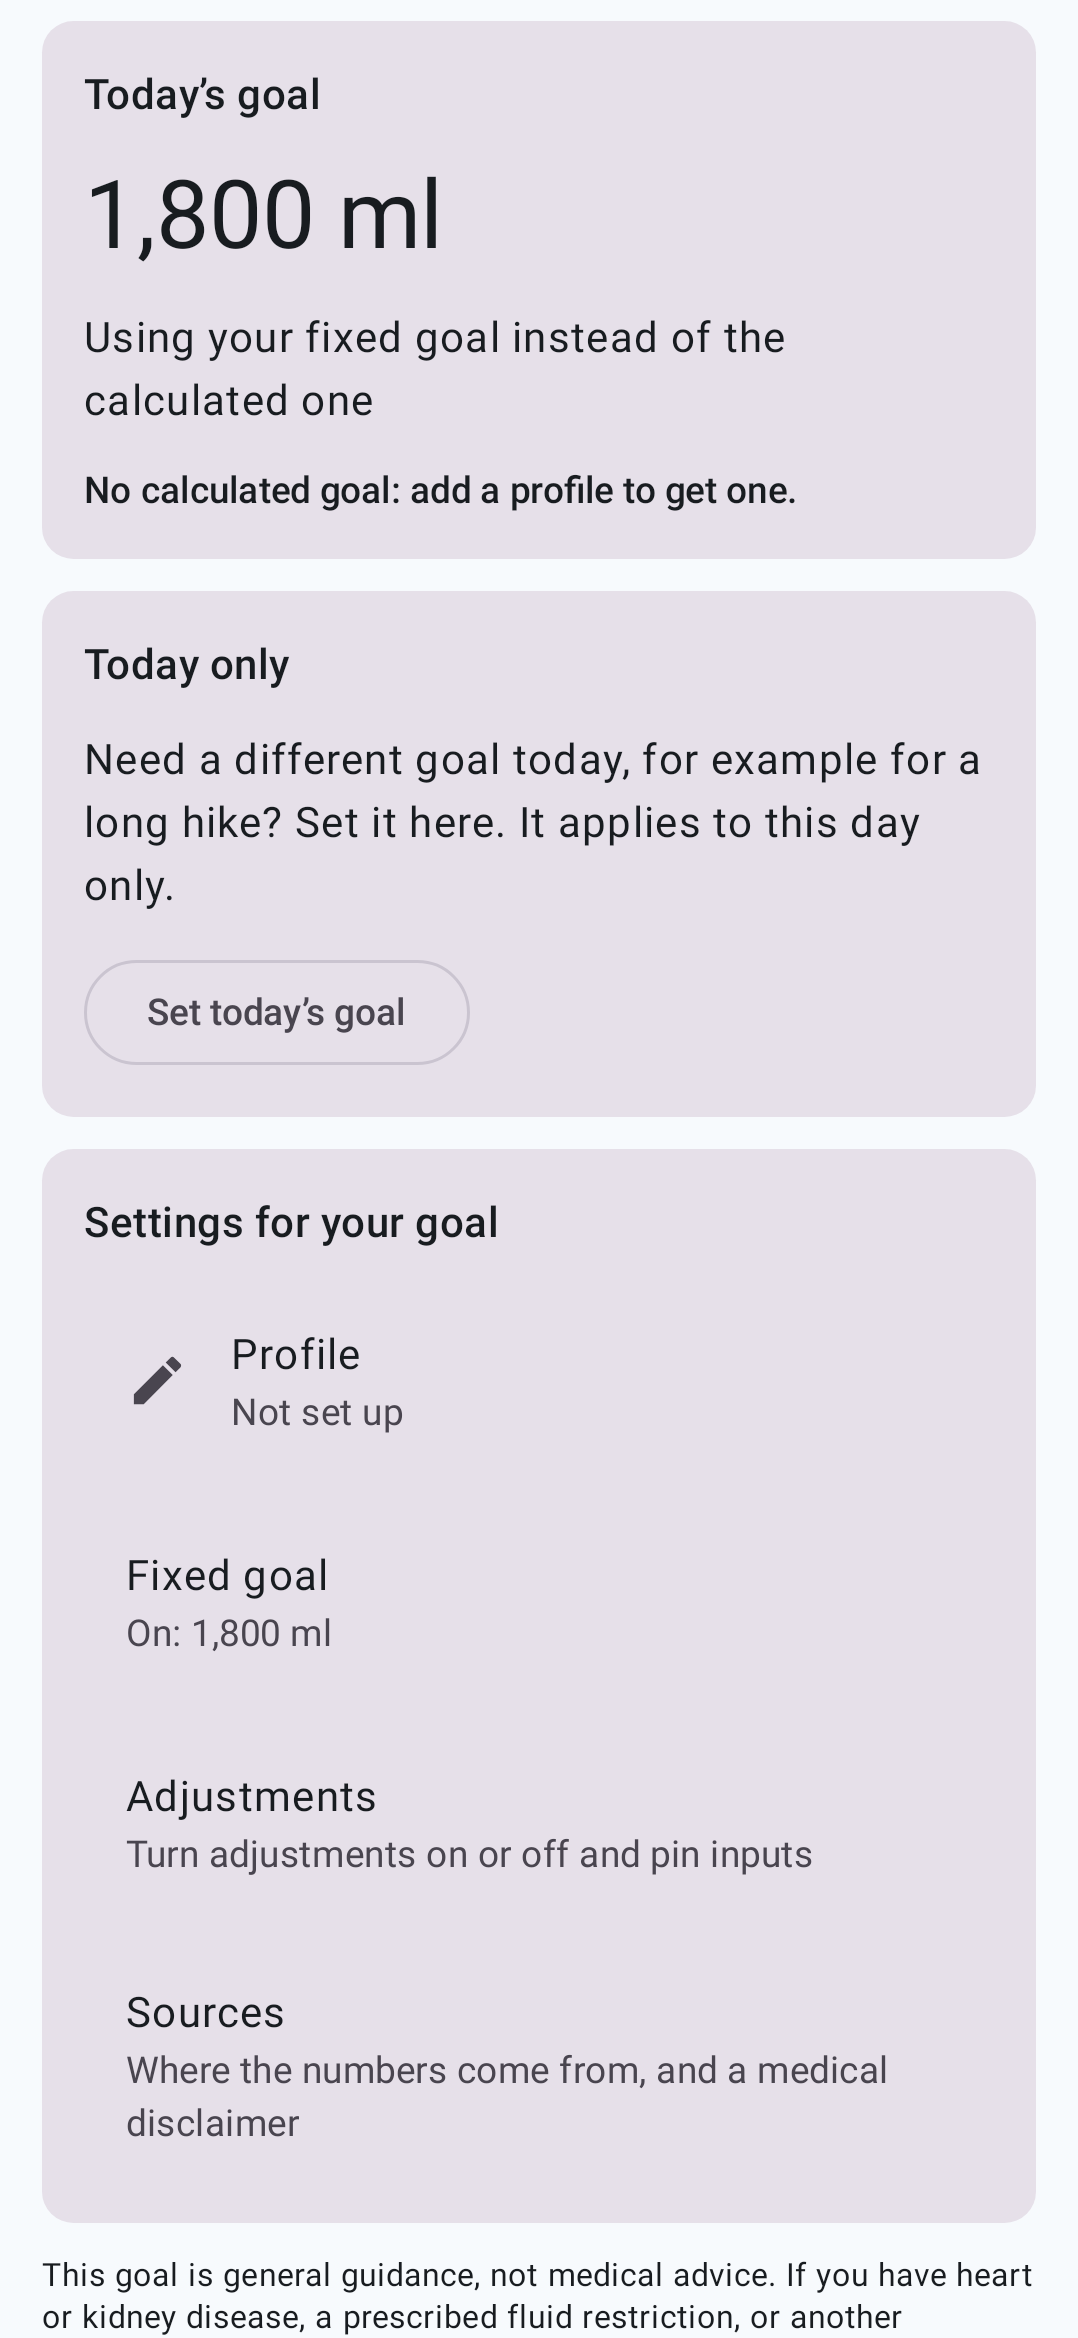 Today’s goal
1,800 ml
Using your fixed goal instead of the
calculated one
No calculated goal: add a profile to get one.
Today only
Need a different goal today, for example for a
long hike? Set it here. It applies to this day
only.
Set today’s goal
Settings for your goal
Profile
Not set up
Fixed goal
On: 1,800 ml
Adjustments
Turn adjustments on or off and pin inputs
Sources
Where the numbers come from, and a medical
disclaimer
This goal is general guidance, not medical advice. If you have heart
or kidney disease, a prescribed fluid restriction, or another